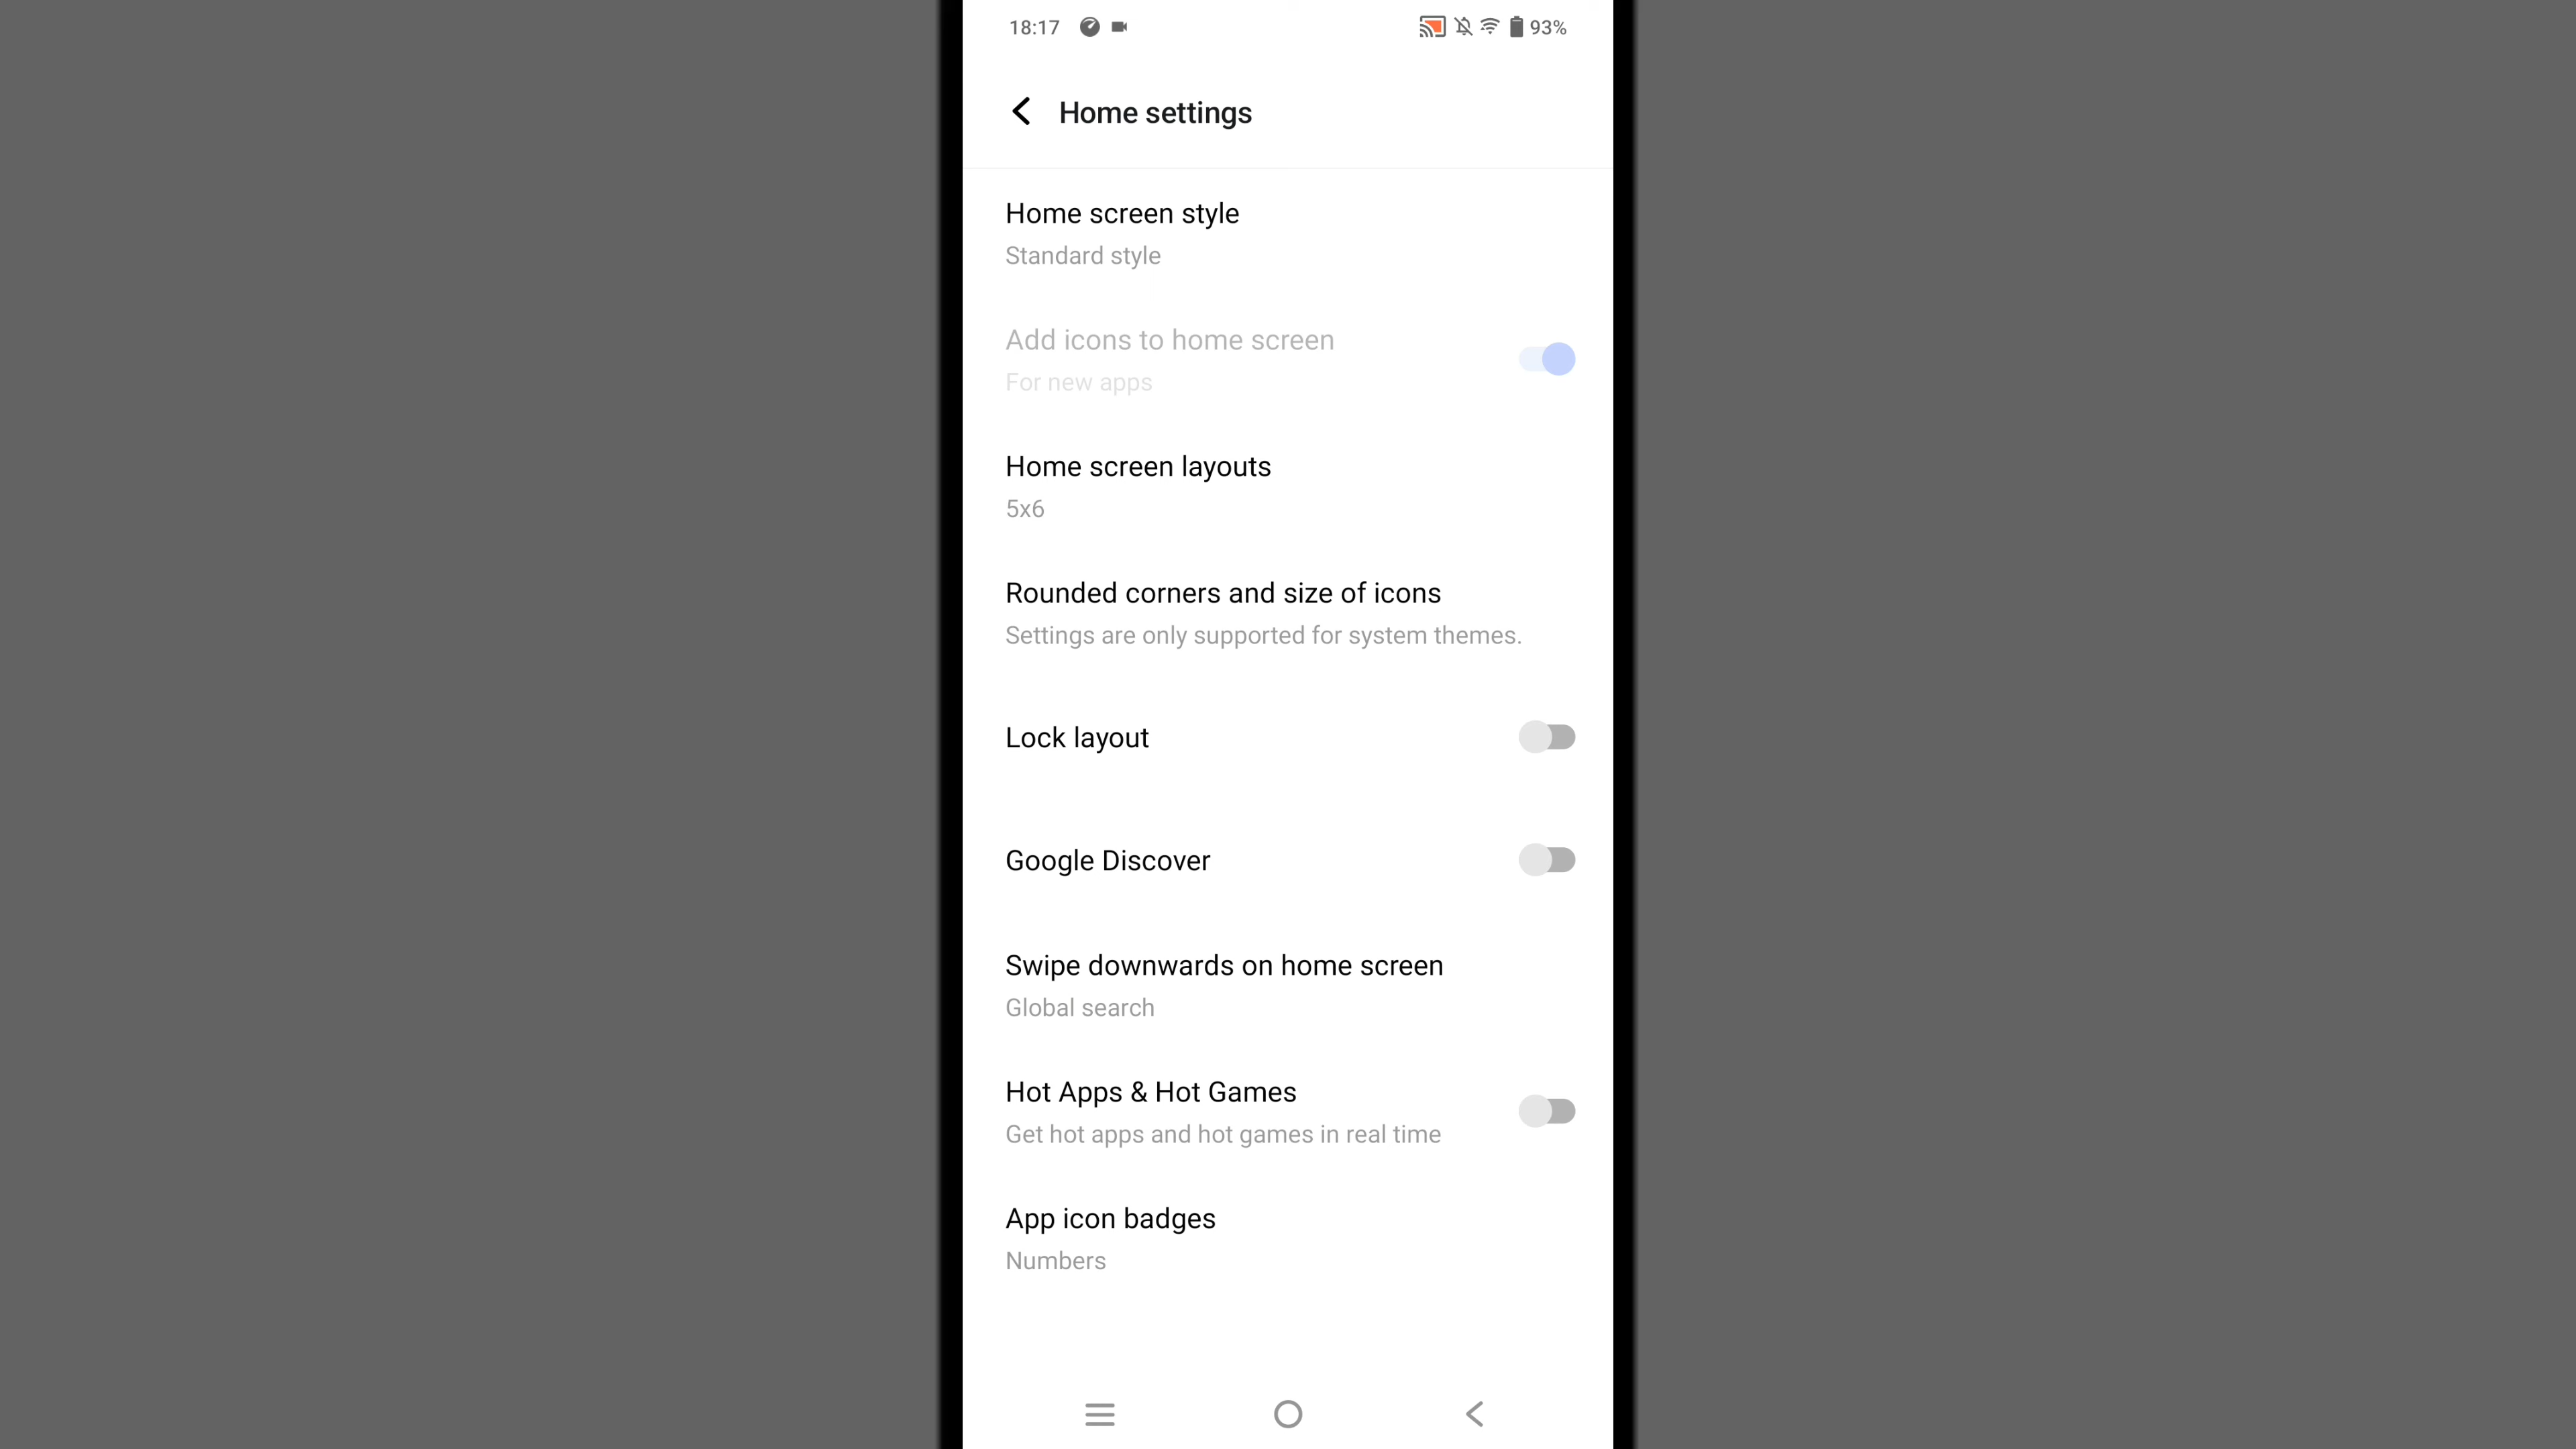 18:17
93%
Home settings
Home screen style
Standard style
Add icons to home screen
For new apps
Home screen layouts
5x6
Rounded corners and size of icons
Settings are only supported for system themes.
Lock layout
Google Discover
Swipe downwards on home screen
Global search
Hot Apps & Hot Games
Get hot apps and hot games in real time
App icon badges
Numbers